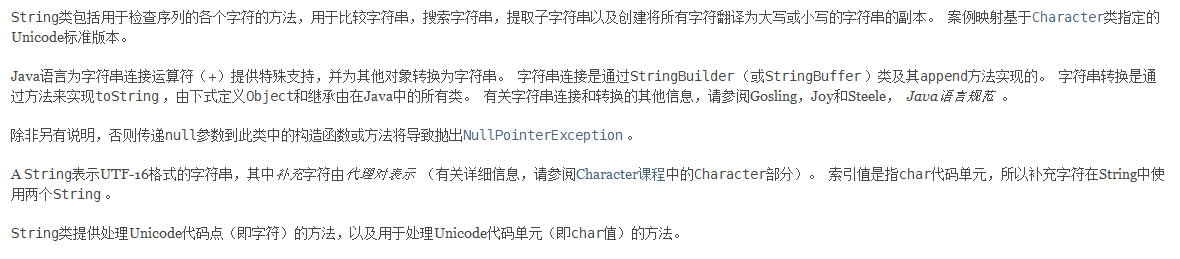 String类包括用于检查序列的各个字符的方法，用于比较字符串，搜索字符串，提取子字符串以及创建将所有字符翻译为大写或小写的字符串的副本。 案例映射基于Character类指定的
Unicode标准版本。
Java语言为字符串连接运算符（+）提供特殊支持，并为其他对象转换为字符串。 字符串连接是通过StringBuilder（或StringBuffer ）类及其append方法实现的。 字符串转换是通
过方法来实现toString ，由下式定义Object和继承由在Java中的所有类。 有关字符串连接和转换的其他信息，请参阅Gosling，Joy和Steele， Java语言规范 。
除非另有说明，否则传递null参数到此类中的构造函数或方法将导致抛出NullPointerException 。
A String表示UTF-16格式的字符串，其中补充字符由代理对表示 （有关详细信息，请参阅Character课程中的Character部分）。 索引值是指char代码单元，所以补充字符在String中使
用两个String 。
String类提供处理Unicode代码点（即字符）的方法，以及用于处理Unicode代码单元（即char值）的方法。